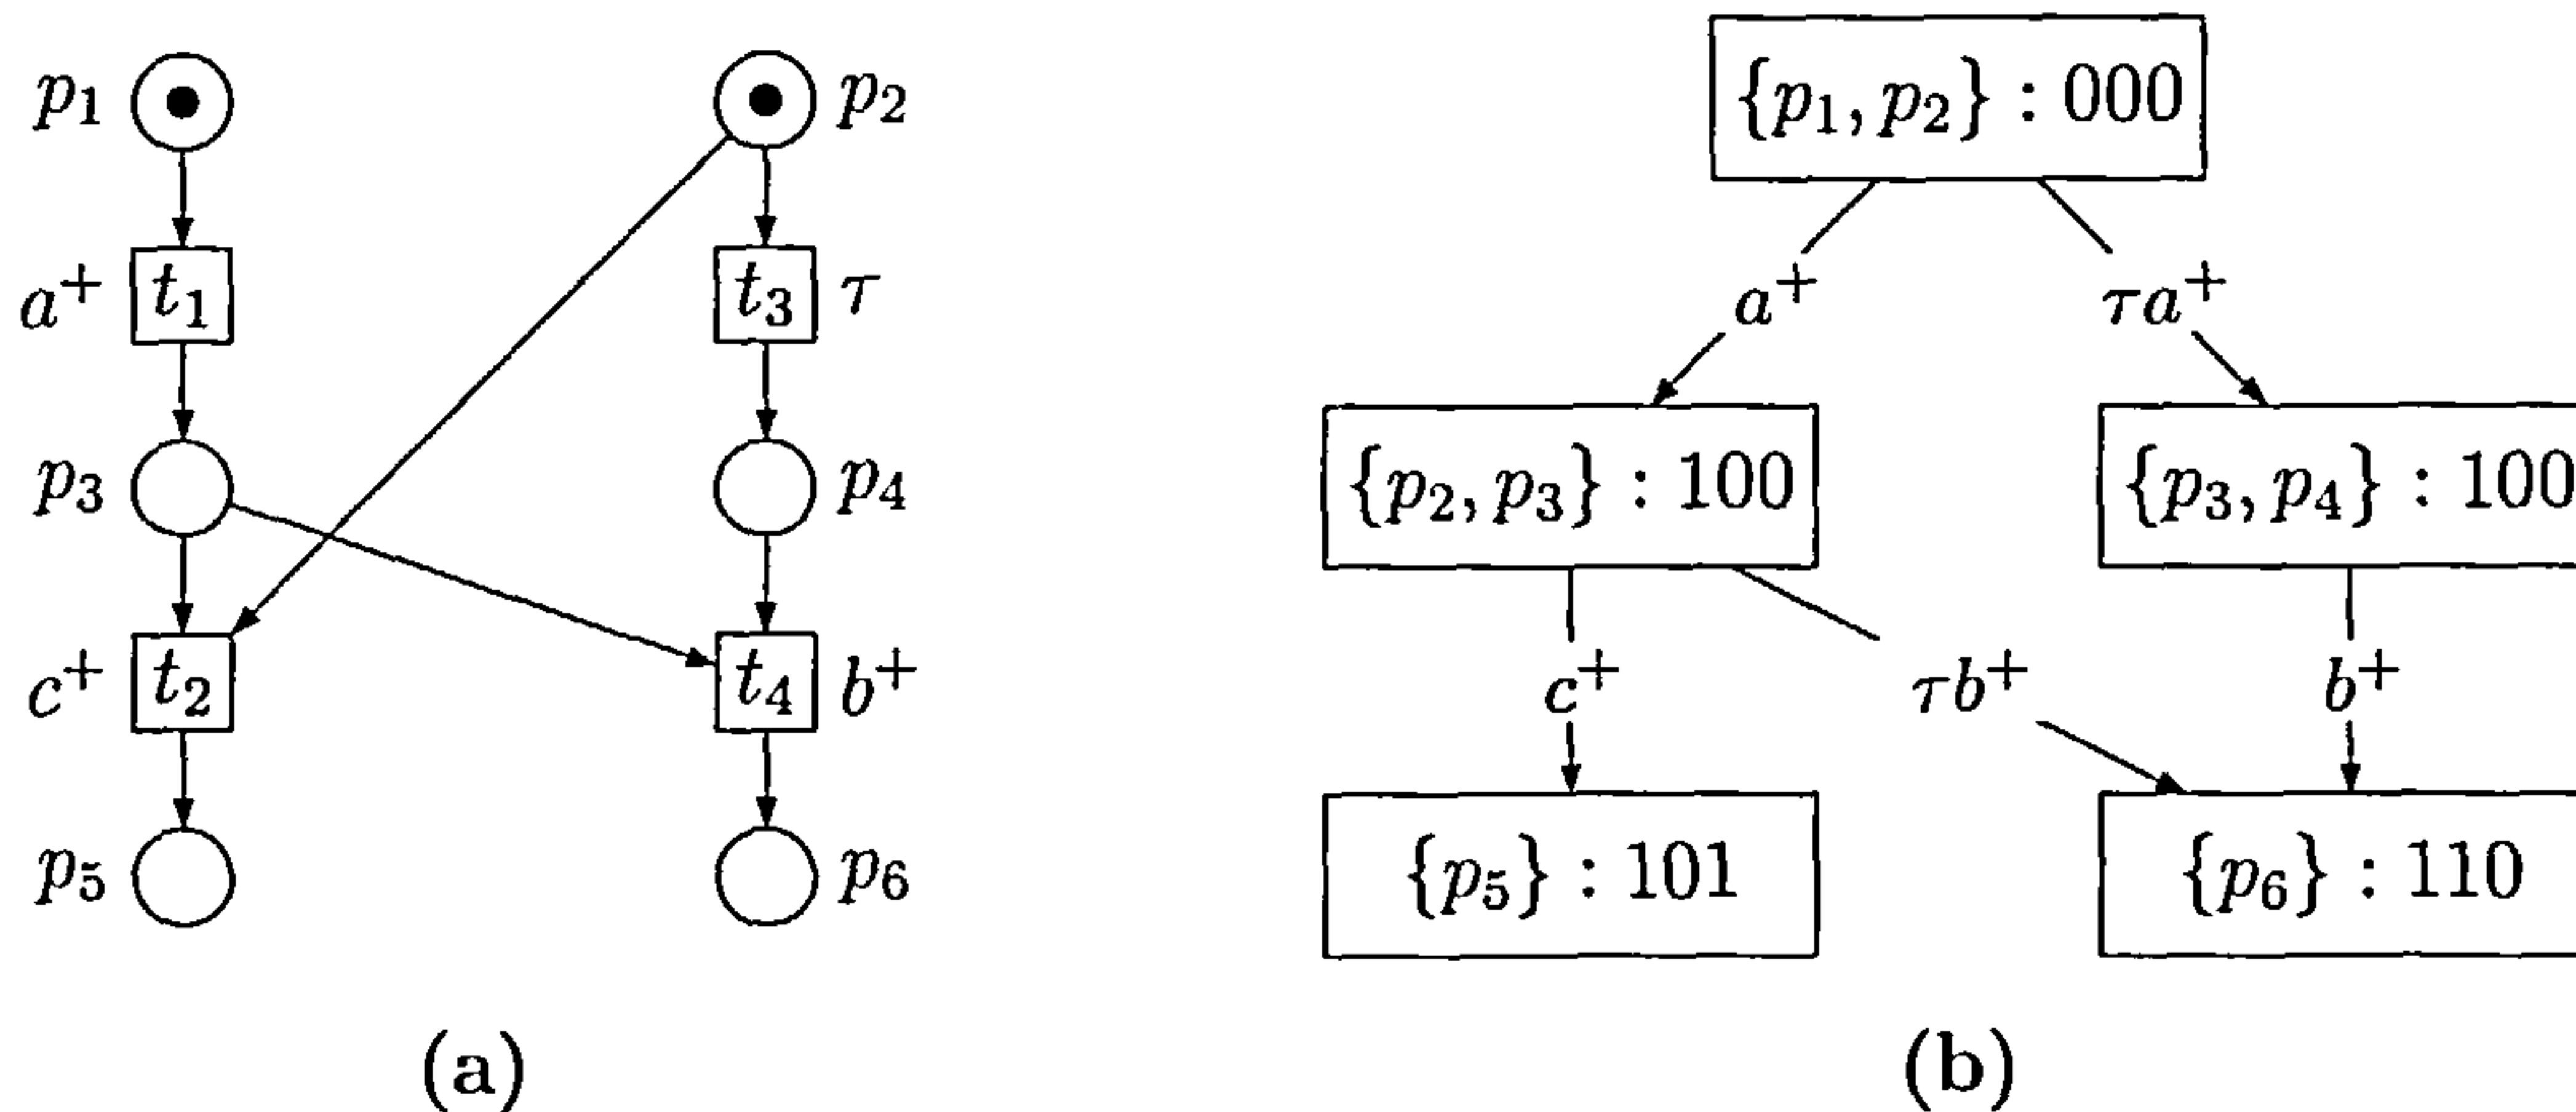 p₁ p₂ {p₁, p₂} : 000
a⁺ t₁ t₃ τ a⁺ τa⁺
p₃ p₄ {p₂, p₃} : 100 {p₃, p₄} : 100
c⁺ t₂ t₄ b⁺ c⁺ τb⁺ b⁺
p₅ p₆ {p₅} : 101 {p₆} : 110
(a) (b)